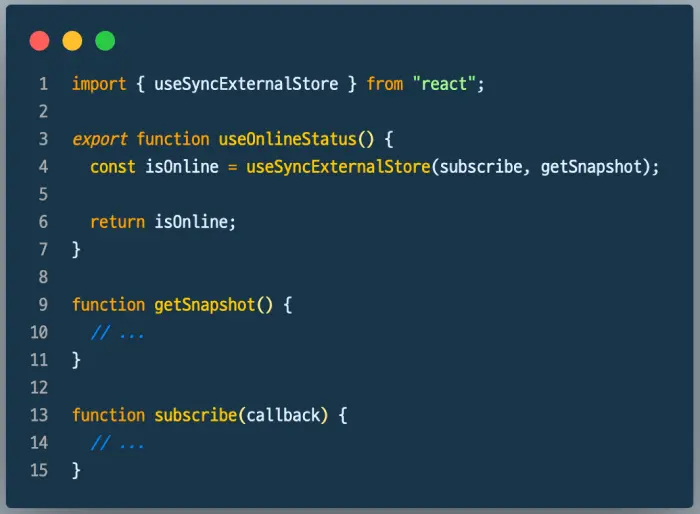 1 import { useSyncExternalStore } from "react";
2
3 export function useOnlineStatus() {
4   const isOnline = useSyncExternalStore(subscribe, getSnapshot);
5
6   return isOnline;
7 }
8
9 function getSnapshot() {
10   // ...
11 }
12
13 function subscribe(callback) {
14   // ...
15 }